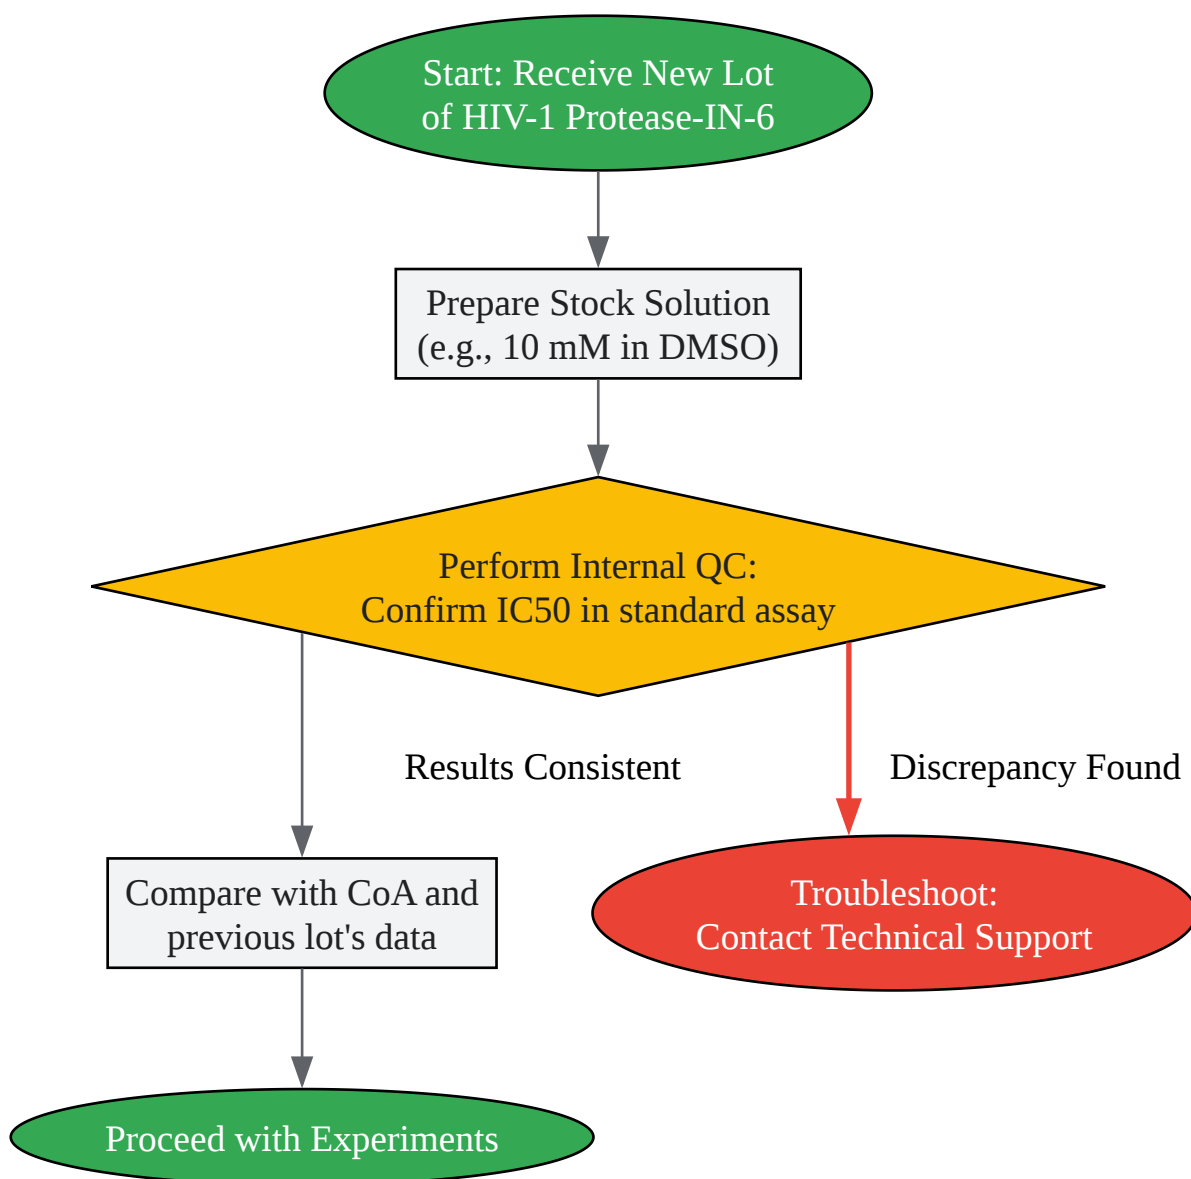 Start: Receive New Lot
of HIV-1 Protease-IN-6
Prepare Stock Solution
(e.g., 10 mM in DMSO)
Perform Internal QC:
Confirm IC50 in standard assay
Results Consistent
Discrepancy Found
Compare with CoA and
previous lot's data
Troubleshoot:
Contact Technical Support
Proceed with Experiments